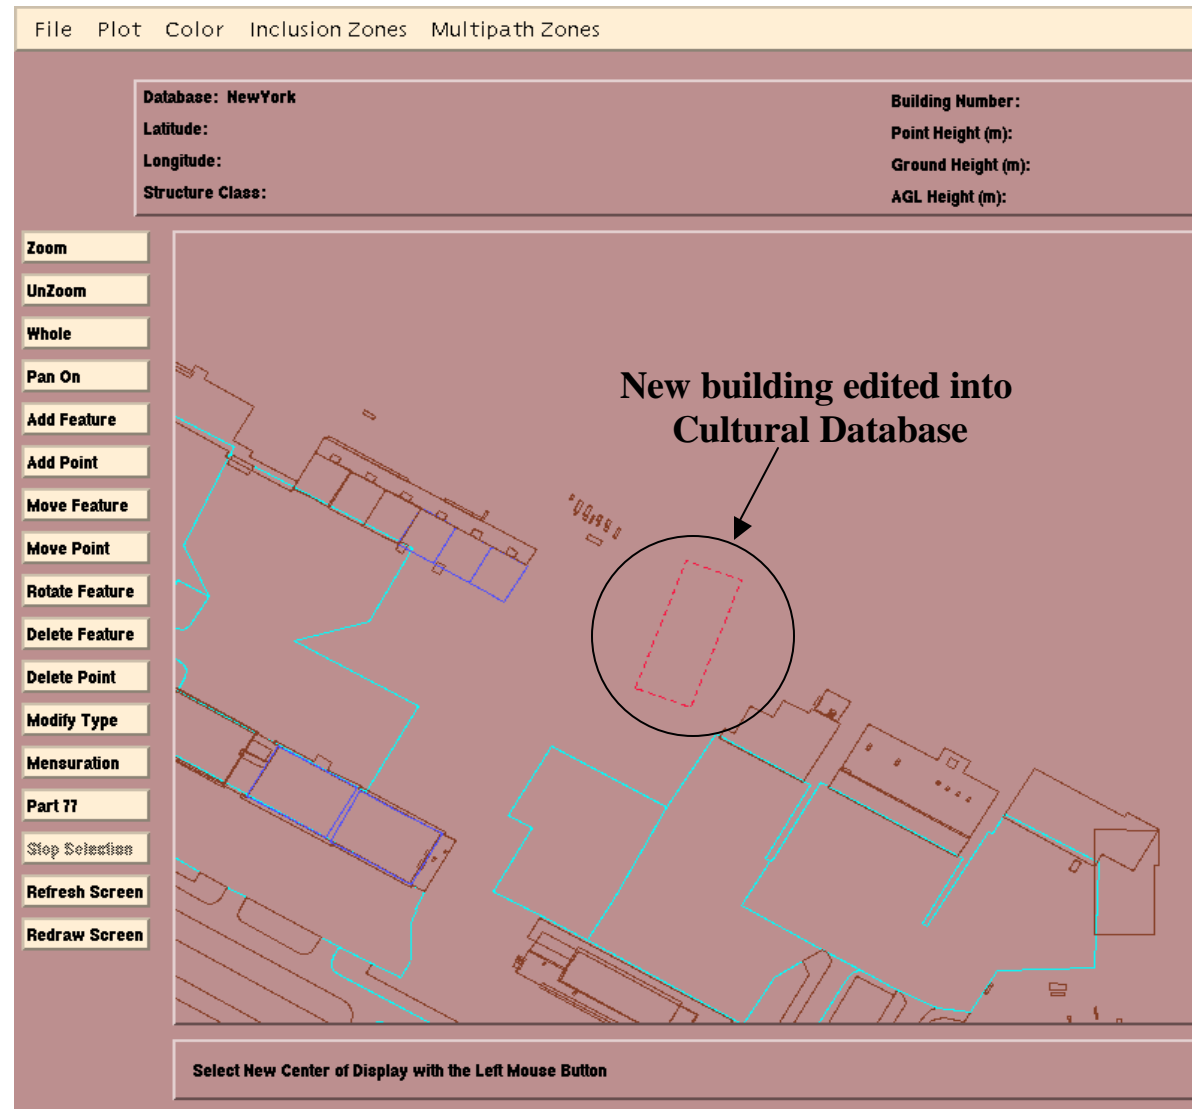 File Plot Color Inclusion Zones Multipath Zones
Database: NewYork
Latitude:
Longitude:
Structure Class:
Building Number:
Point Height (m):
Ground Height (m):
AGL Height (m):
Zoom
UnZoom
Whole
Pan On
Add Feature
Add Point
Move Feature
Move Point
Rotate Feature
Delete Feature
Delete Point
Modify Type
Mensuration
Part 77
Stop Selection
Refresh Screen
Redraw Screen
New building edited into
Cultural Database
Select New Center of Display with the Left Mouse Button